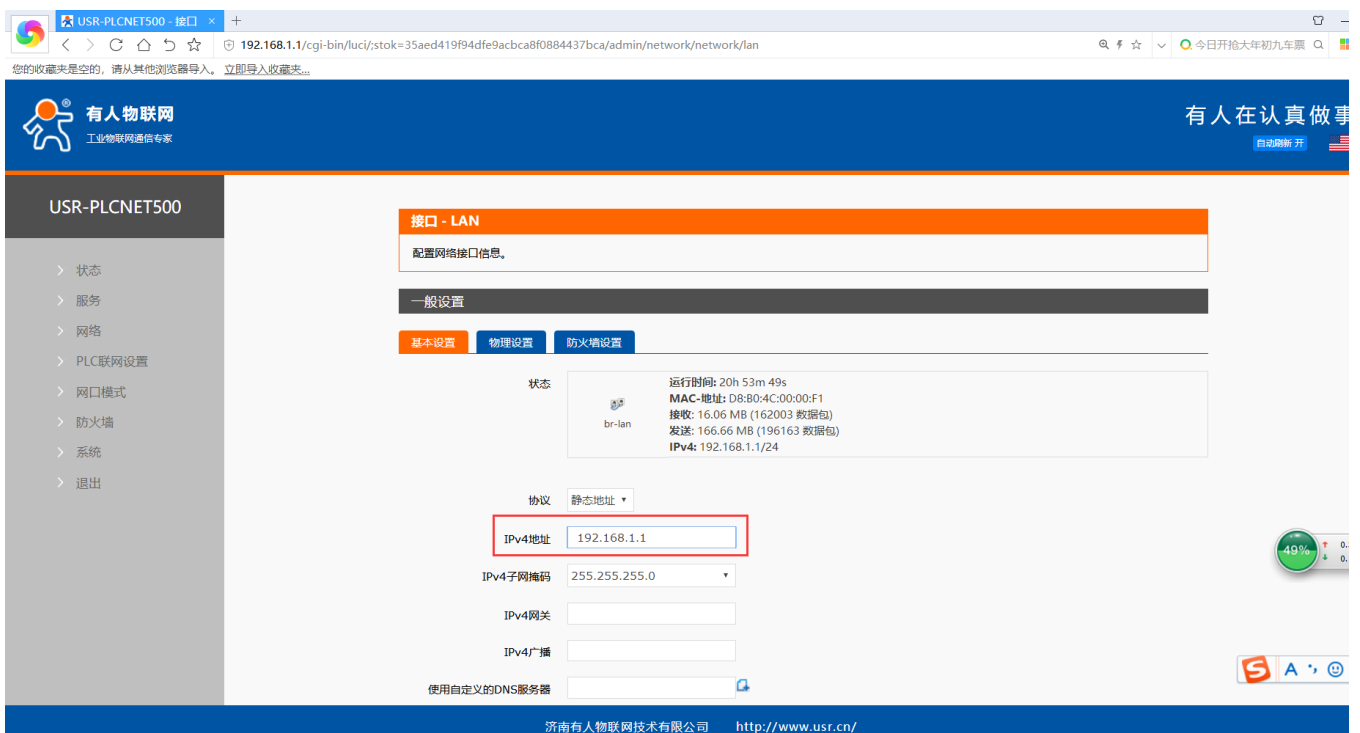 USR-PLCNET500 - 接口 × +
192.168.1.1/cgi-bin/luci/;stok=35aed419f94dfe9acbca8f0884437bca/admin/network/network/lan
今日开抢大年初九车票
您的收藏夹是空的，请从其他浏览器导入。 立即导入收藏夹...
有人物联网
工业物联网通信专家
有人在认真做事
自动刷新 开
USR-PLCNET500
状态
服务
网络
PLC联网设置
网口模式
防火墙
系统
退出
接口 - LAN
配置网络接口信息。
一般设置
基本设置 物理设置 防火墙设置
状态
br-lan
运行时间: 20h 53m 49s
MAC-地址: D8:B0:4C:00:00:F1
接收: 16.06 MB (162003 数据包)
发送: 166.66 MB (196163 数据包)
IPv4: 192.168.1.1/24
协议 静态地址
IPv4地址 192.168.1.1
IPv4子网掩码 255.255.255.0
IPv4网关
IPv4广播
使用自定义的DNS服务器
49%
0.
0.
S A
济南有人物联网技术有限公司 http://www.usr.cn/